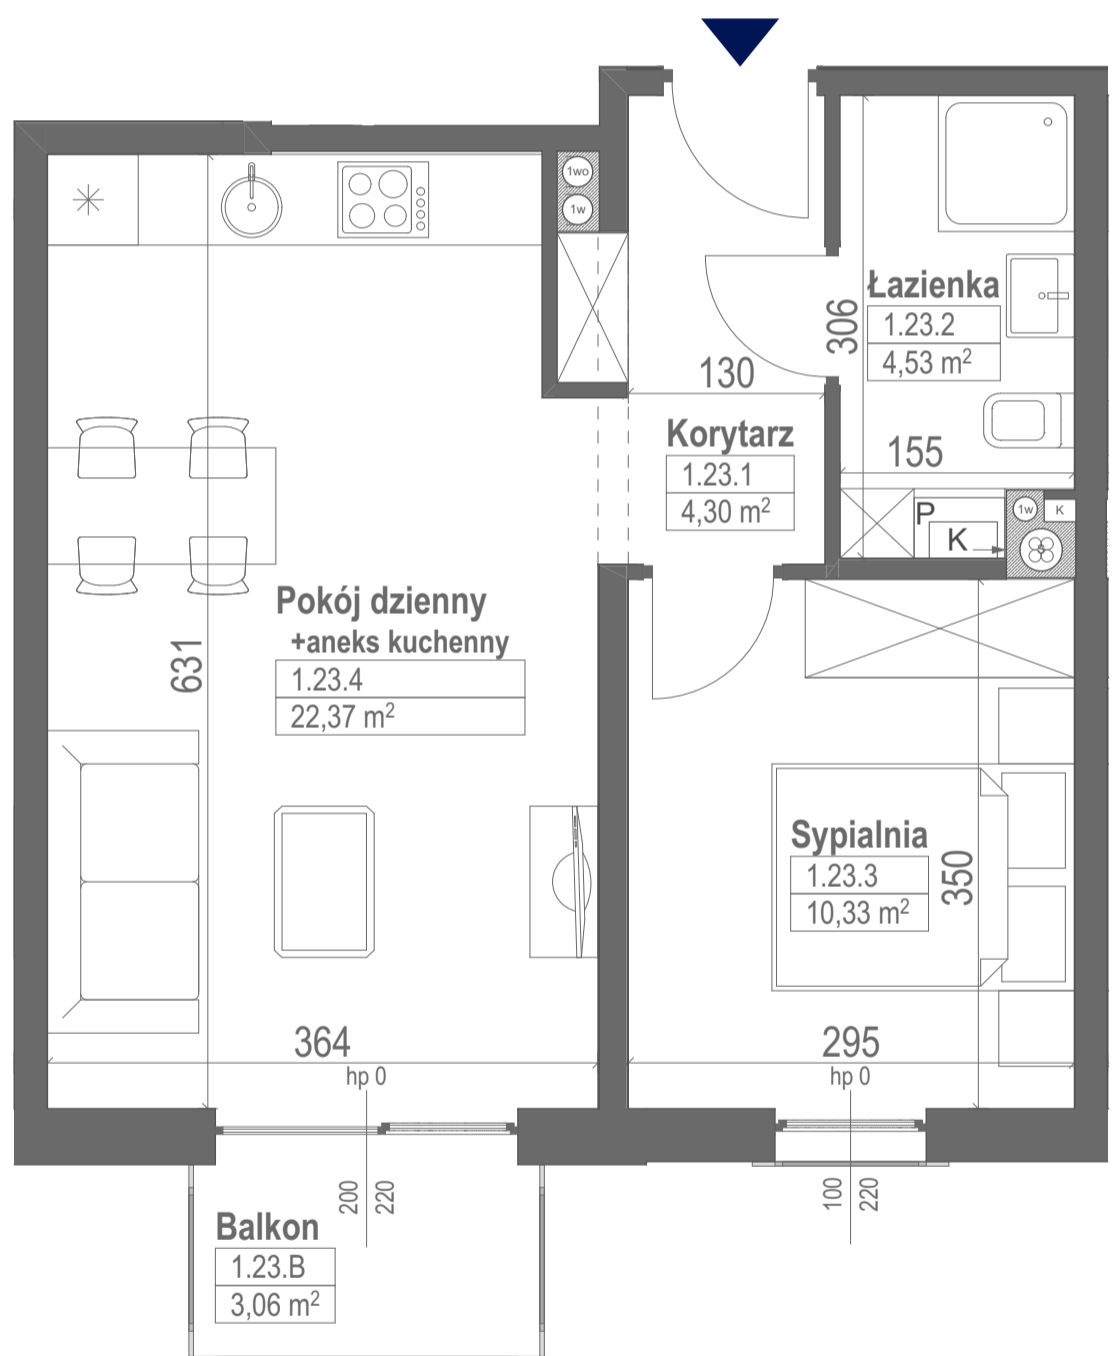 1wo
1w
Łazienka
1.23.2
4,53 m²
306
130
155
Korytarz
1.23.1
4,30 m²
P
K
1w
K
Pokój dzienny
+aneks kuchenny
1.23.4
22,37 m²
631
Sypialnia
1.23.3
10,33 m²
350
364
hp 0
295
hp 0
200
220
100
220
Balkon
1.23.B
3,06 m²